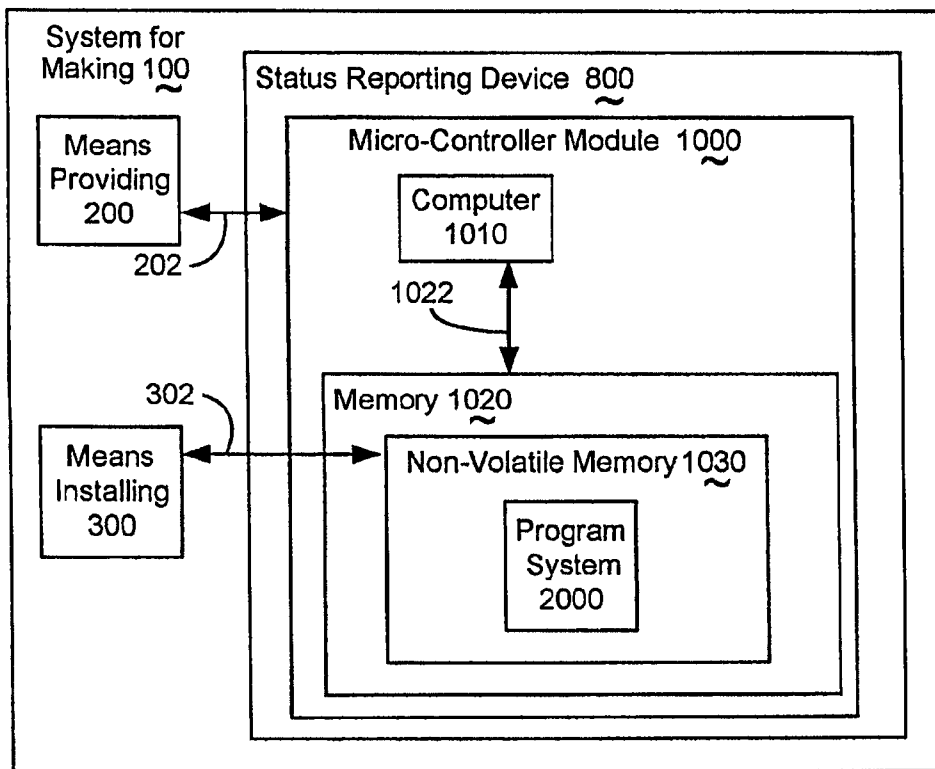 System for
Making 100
Status Reporting Device 800
Means
Providing
200
202
Micro-Controller Module 1000
Computer
1010
1022
302
Memory 1020
Means
Installing
300
Non-Volatile Memory 1030
Program
System
2000